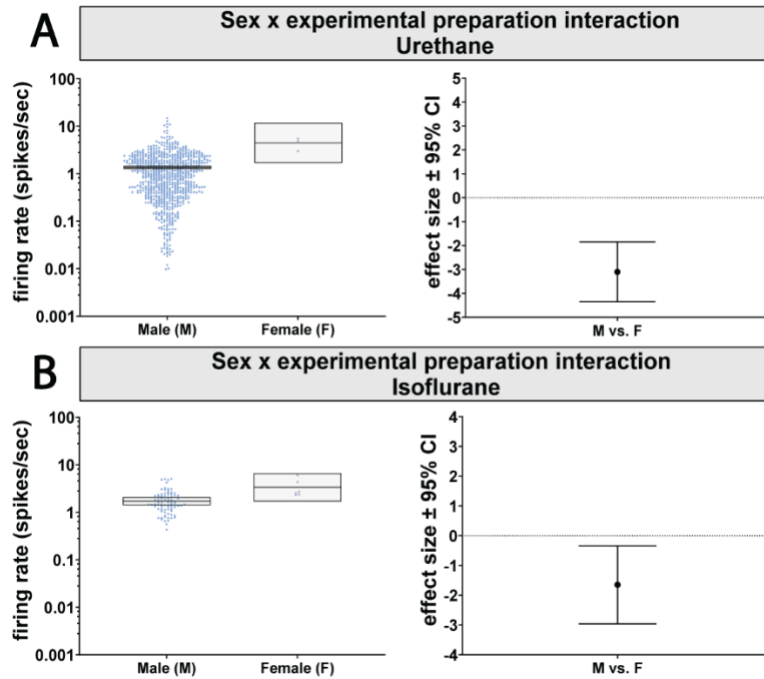 A
Sex x experimental preparation interaction
Urethane
firing rate (spikes/sec)
100
10
1
0.1
0.01
0.001
Male (M)
Female (F)
effect size ± 95% CI
5
4
3
2
1
0
-1
-2
-3
-4
-5
M vs. F
B
Sex x experimental preparation interaction
Isoflurane
firing rate (spikes/sec)
100
10
1
0.1
0.01
0.001
Male (M)
Female (F)
effect size ± 95% CI
4
3
2
1
0
-1
-2
-3
-4
M vs. F